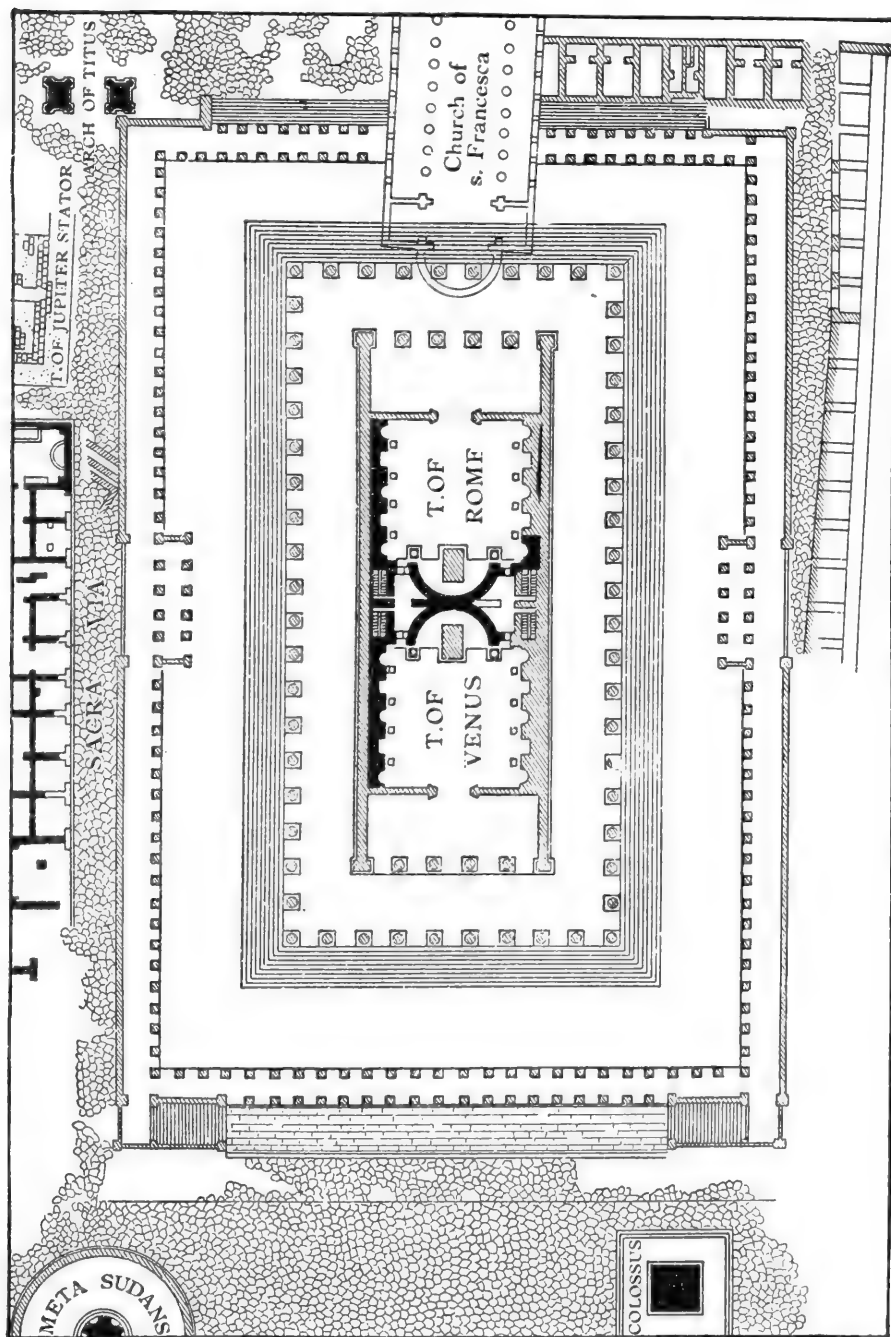 ARCH OF TITUS
T. OF JUPITER STATOR
Church of
s. Francesca
SACRA VIA
T. OF
ROME
T. OF
VENUS
META SUDANS
COLOSSUS